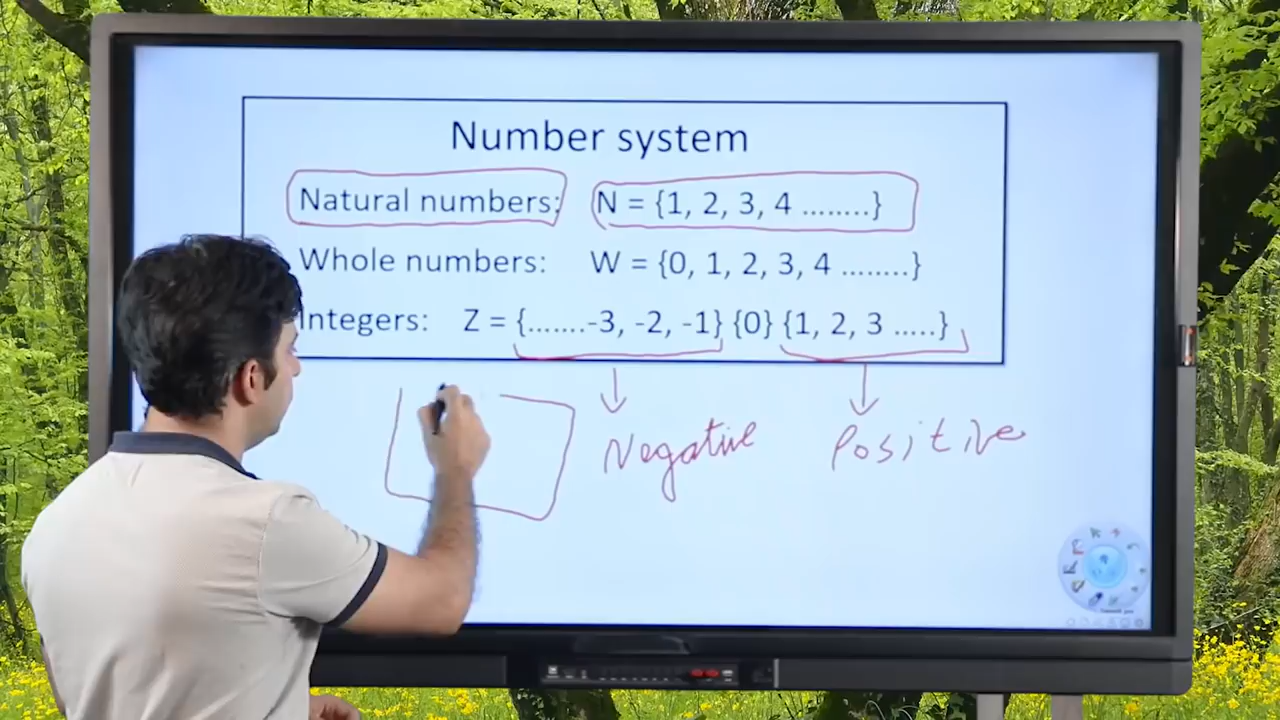 Number system
Natural numbers: N = {1, 2, 3, 4 ........}
Whole numbers: W = {0, 1, 2, 3, 4 ........}
Integers: Z = {.......-3, -2, -1} {0} {1, 2, 3 .....}
Negative Positive